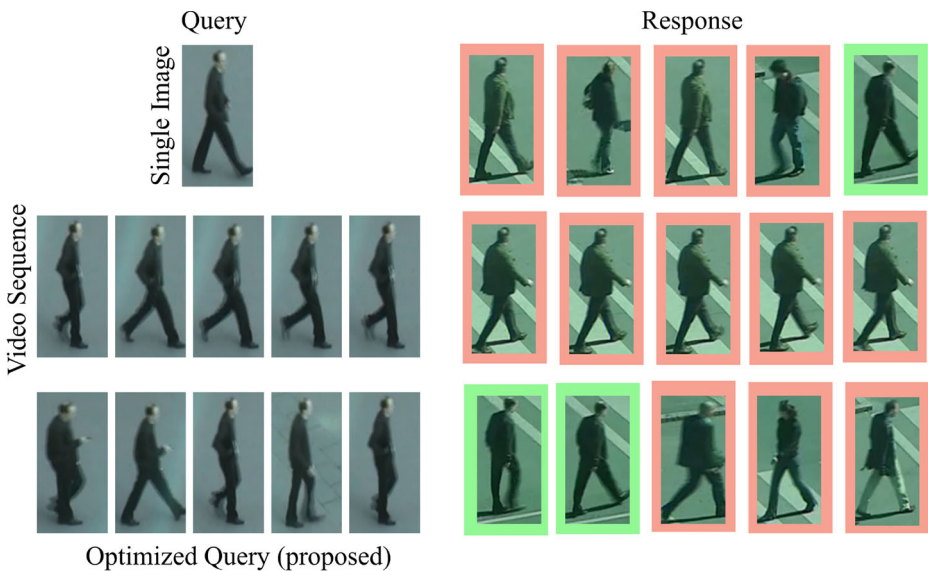 Query
Response
Single Image
Video Sequence
Optimized Query (proposed)